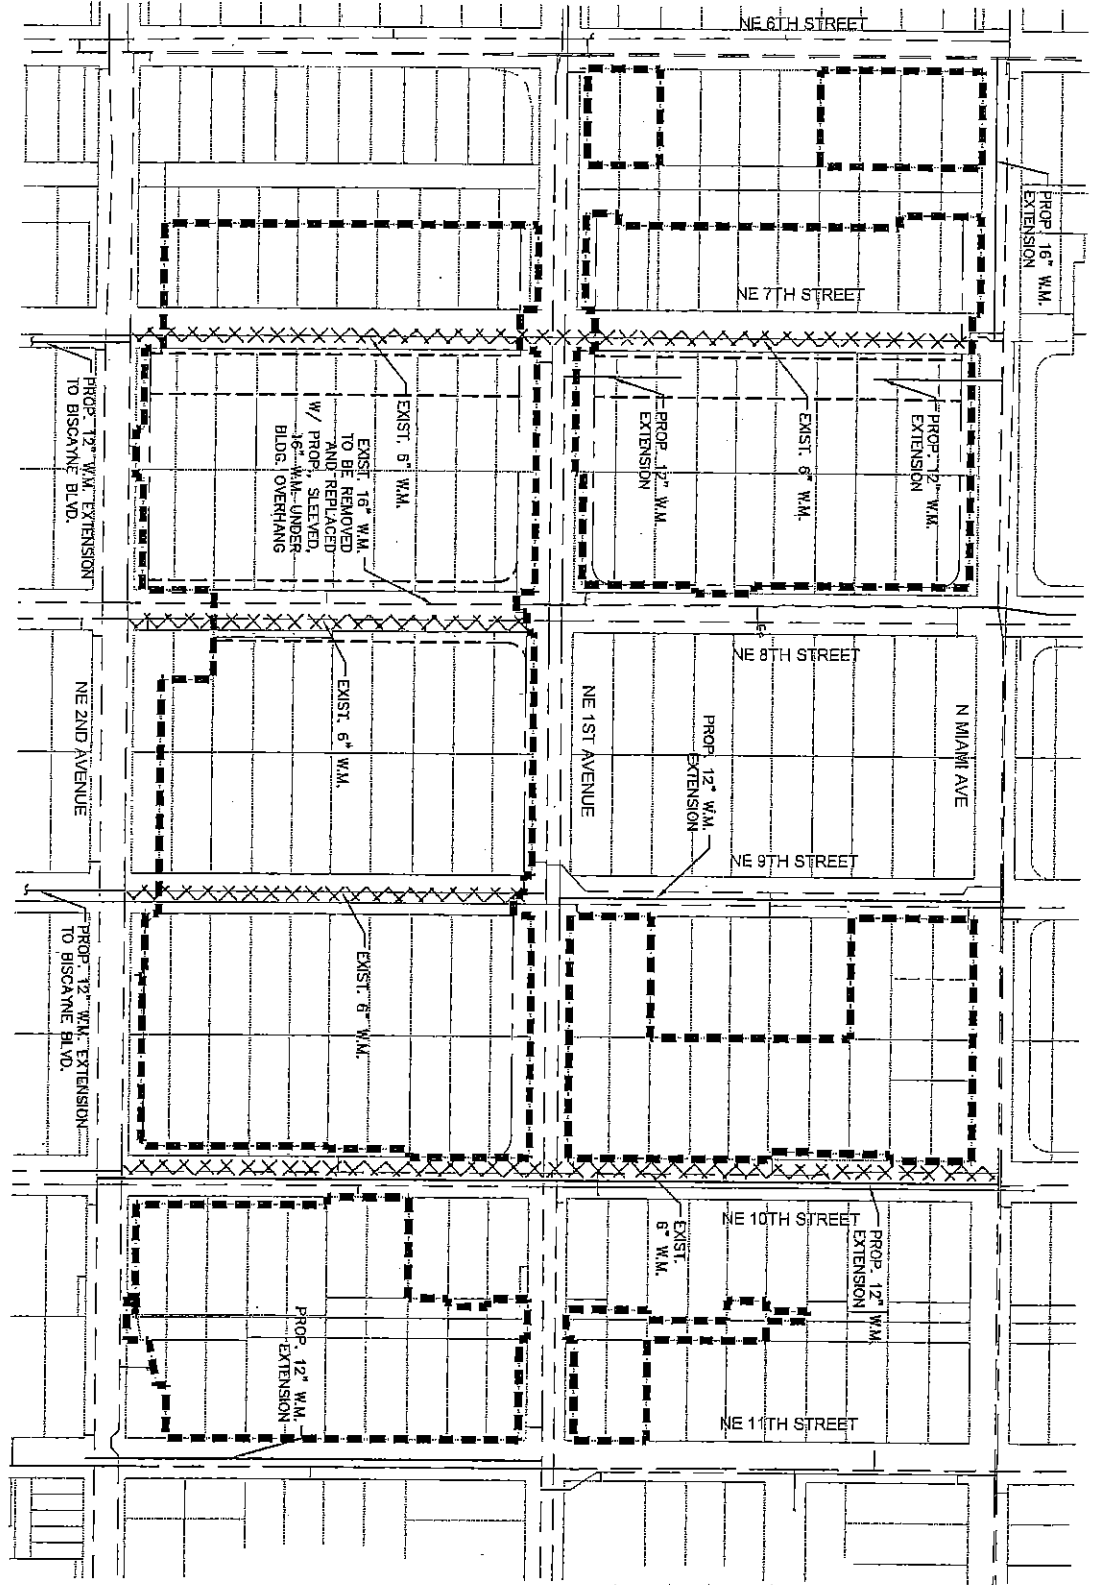 NE 6TH STREET
PROP. 16" W.M.
EXTENSION
NE 7TH STREET
PROP. 12" W.M. EXTENSION
TO BISCAYNE BLVD.
EXIST. 6" W.M.
EXIST. 16" W.M.
TO BE REMOVED
AND REPLACED
W/ PROP., SLEEVED,
16" W.M. UNDER
BLDG. OVERHANG
PROP. 12" W.M.
EXTENSION
EXIST. 6" W.M.
PROP. 12" W.M.
EXTENSION
NE 8TH STREET
NE 2ND AVENUE
EXIST. 6" W.M.
NE 1ST AVENUE
PROP. 12" W.M.
EXTENSION
N MIAMI AVE
NE 9TH STREET
PROP. 12" W.M. EXTENSION
TO BISCAYNE BLVD.
EXIST. 6" W.M.
NE 10TH STREET
EXIST.
6" W.M.
PROP. 12" W.M.
EXTENSION
PROP. 12" W.M.
EXTENSION
NE 11TH STREET